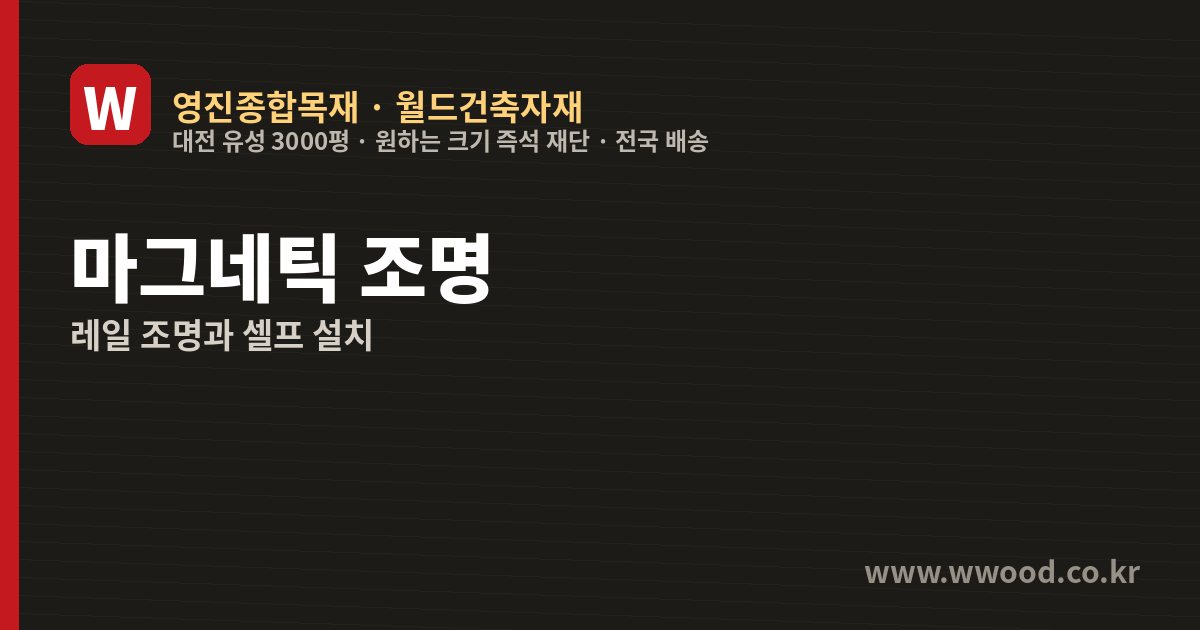 W
영진종합목재 · 월드건축자재
대전 유성 3000평 · 원하는 크기 즉석 재단 · 전국 배송
마그네틱 조명
레일 조명과 셀프 설치
www.wwood.co.kr